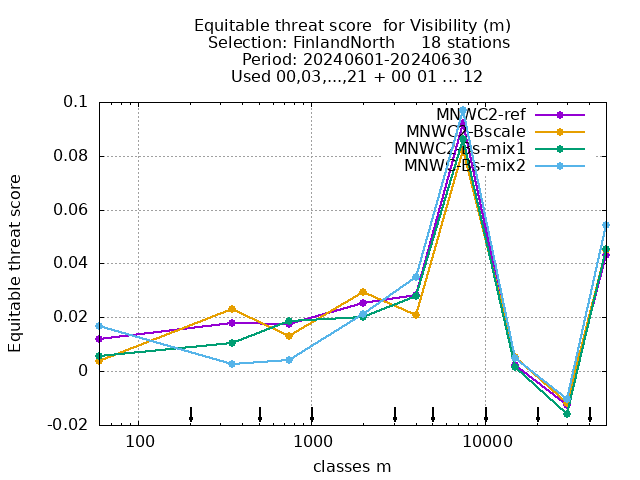 Equitable threat score  for Visibility (m)
Selection: FinlandNorth     18 stations
Period: 20240601-20240630
Used 00,03,...,21 + 00 01 ... 12
Equitable threat score
0.1
0.08
0.06
0.04
0.02
0
-0.02
MNWC2-ref
MNWC2-Bscale
MNWC2-Bs-mix1
MNWC-Bs-mix2
100
1000
10000
classes m